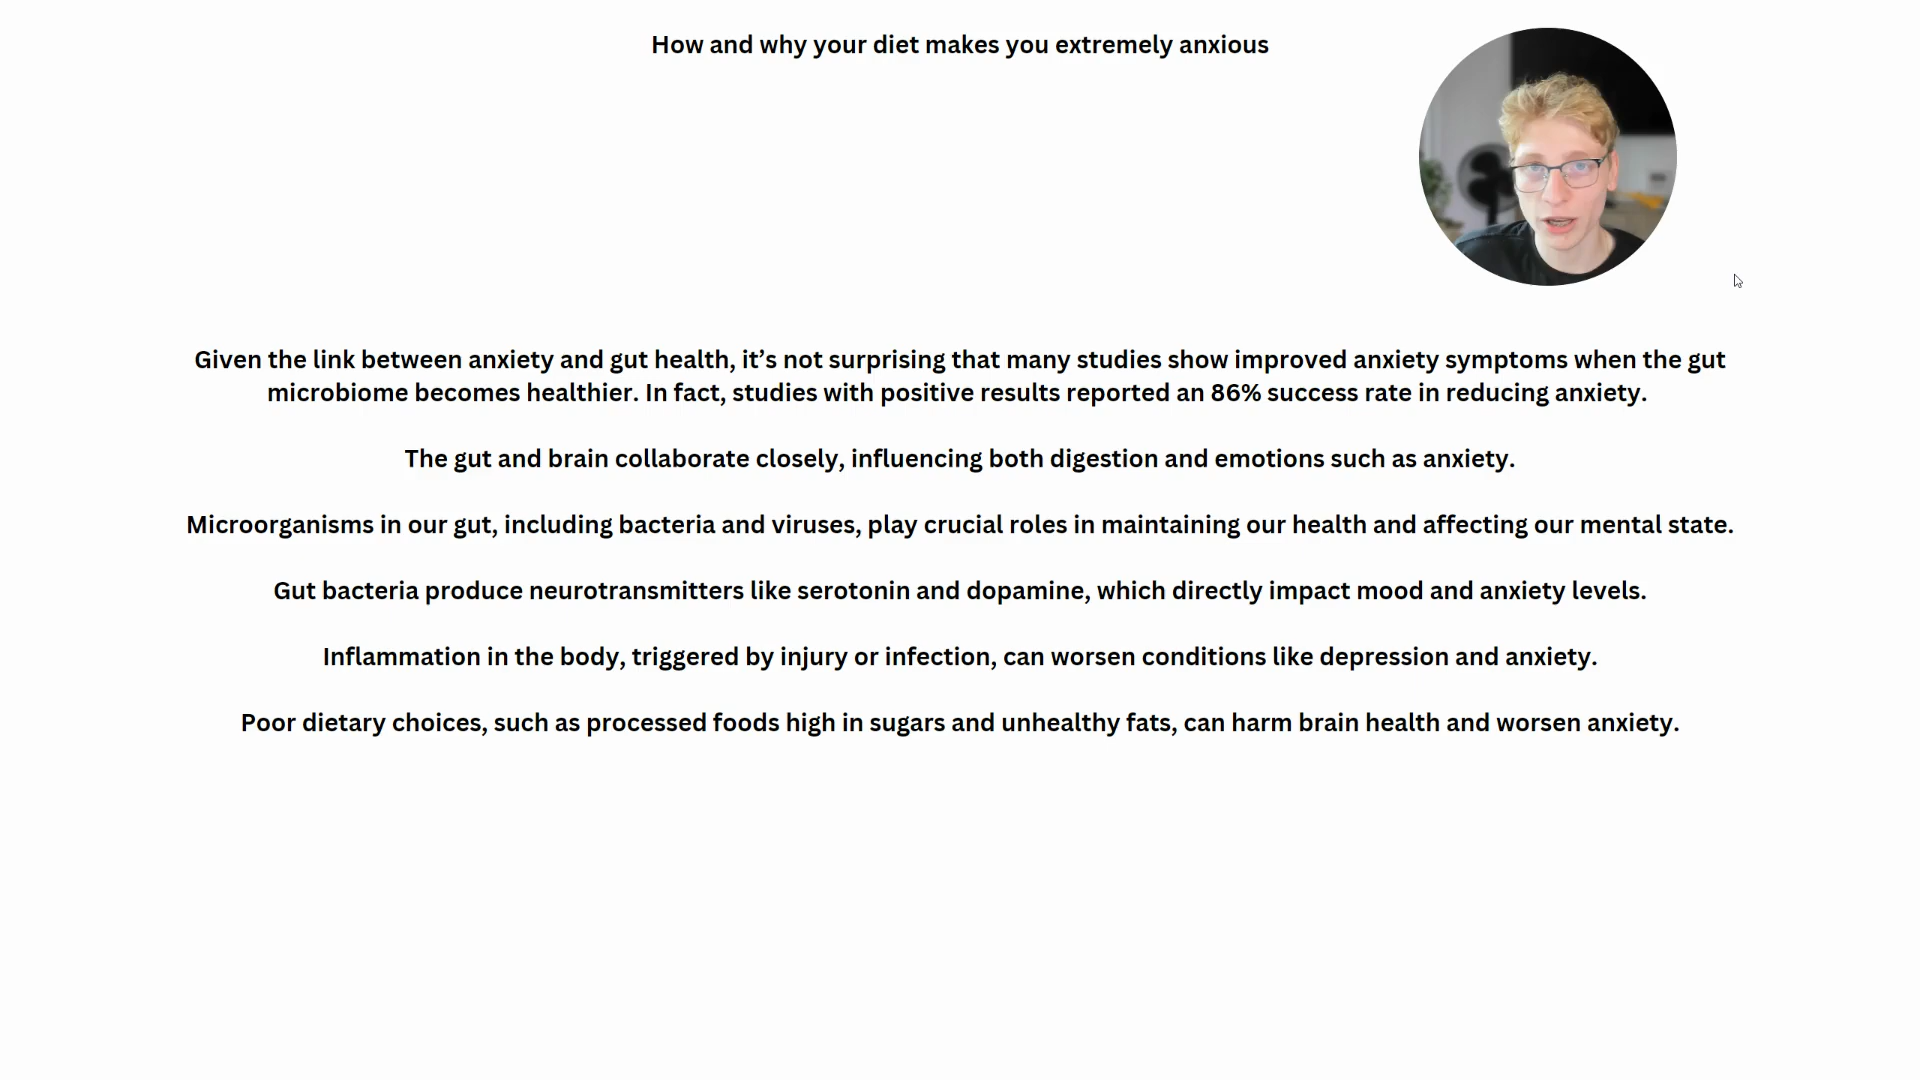 How and why your diet makes you extremely anxious
Given the link between anxiety and gut health, it’s not surprising that many studies show improved anxiety symptoms when the gut
microbiome becomes healthier. In fact, studies with positive results reported an 86% success rate in reducing anxiety.
The gut and brain collaborate closely, influencing both digestion and emotions such as anxiety.
Microorganisms in our gut, including bacteria and viruses, play crucial roles in maintaining our health and affecting our mental state.
Gut bacteria produce neurotransmitters like serotonin and dopamine, which directly impact mood and anxiety levels.
Inflammation in the body, triggered by injury or infection, can worsen conditions like depression and anxiety.
Poor dietary choices, such as processed foods high in sugars and unhealthy fats, can harm brain health and worsen anxiety.